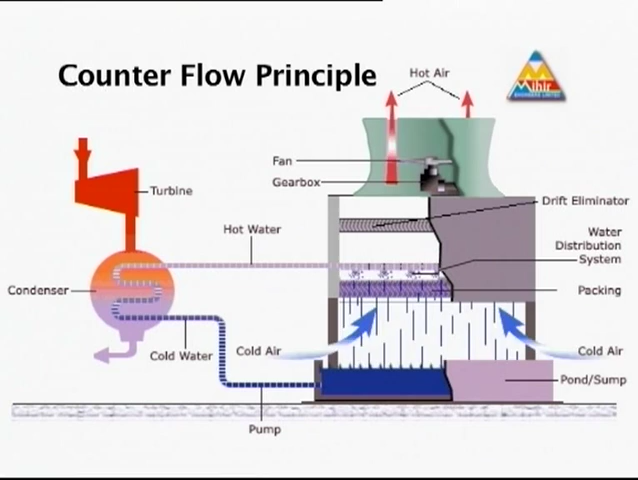 Counter Flow Principle
Hot Air
Mihir
Fan
Gearbox
Turbine
Drift Eliminator
Hot Water
Water
Distribution
System
Condenser
Packing
Cold Water
Cold Air
Cold Air
Pond/Sump
Pump